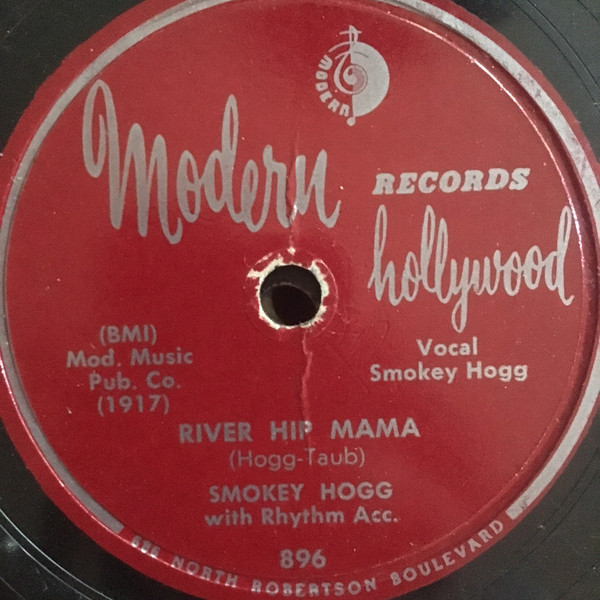 MODERN
Modern
RECORDS
hollywood
(BMI)
Mod. Music
Pub. Co.
(1917)
Vocal
Smokey Hogg
RIVER HIP MAMA
(Hogg-Taub)
SMOKEY HOGG
with Rhythm Acc.
896
NORTH ROBERTSON BOULEVARD